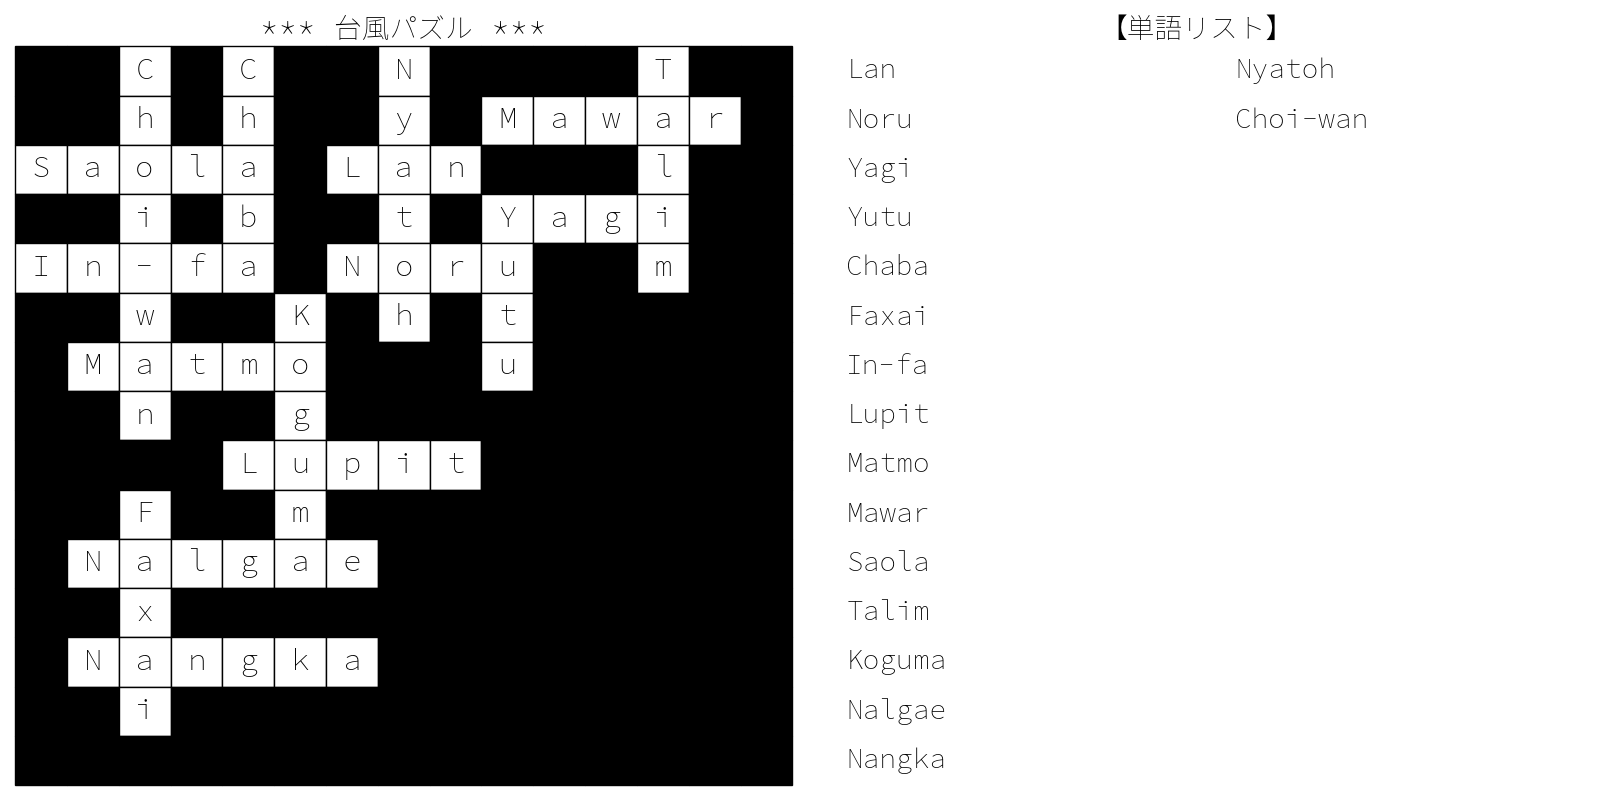 *** 台風パズル ***
C C N T
h h y M a w a r
S a o l a L a n l
i b t Y a g i
I n - f a N o r u m
w K h t
M a t m o u
n g
L u p i t
F m
N a l g a e
x
N a n g k a
i
【単語リスト】
Lan
Noru
Yagi
Yutu
Chaba
Faxai
In-fa
Lupit
Matmo
Mawar
Saola
Talim
Koguma
Nalgae
Nangka
Nyatoh
Choi-wan